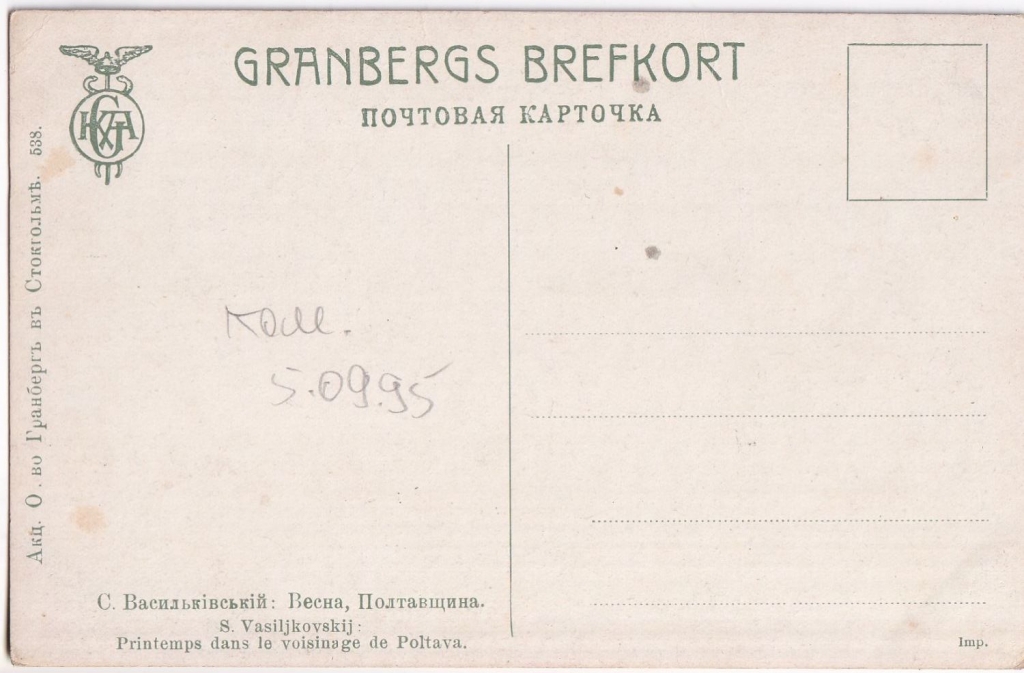 GRANBERGS BREFKORT
ПОЧТОВАЯ КАРТОЧКА
Акц. О.во Гранбергъ въ Стокгольмѣ. 538.
5.09.95
С. Васильківській: Весна, Полтавщина.
S. Vasiljkovskij:
Printemps dans le voisinage de Poltava.
Imp.